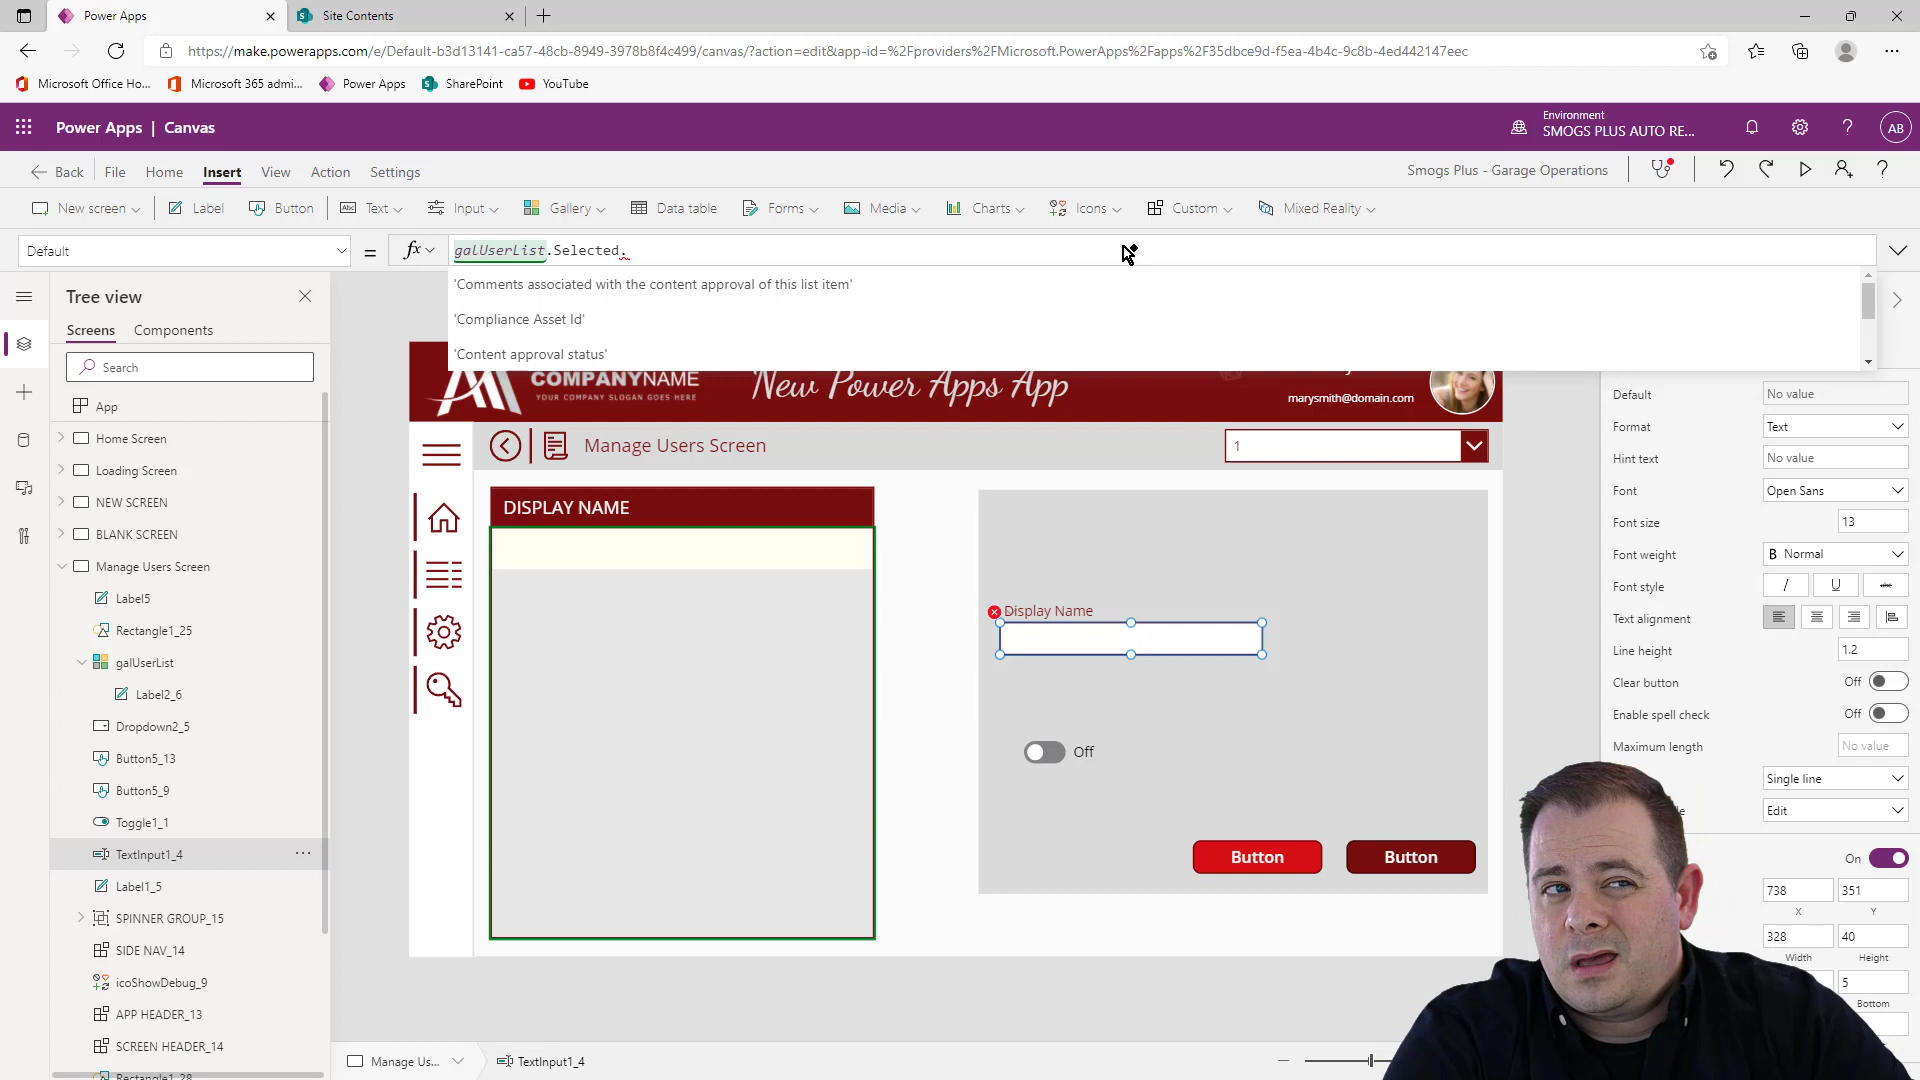 Power Apps
Site Contents
https://make.powerapps.com/e/Default-b3d13141-ca57-48cb-8949-3978b8f4c499/canvas/?action=edit&app-id=%2Fproviders%2FMicrosoft.PowerApps%2Fapps%2F35dbce9d-f5ea-4b4c-9c8b-4ed442147eec
Microsoft Office Ho...
Microsoft 365 admi...
Power Apps
SharePoint
YouTube
Power Apps | Canvas
Environment
SMOGS PLUS AUTO RE...
AB
Back
File
Home
Insert
View
Action
Settings
Smogs Plus - Garage Operations
New screen
Label
Button
Abc Text
Input
Gallery
Data table
Forms
Media
Charts
Icons
Custom
Mixed Reality
Default
=
fx
galUserList.Selected.
'Comments associated with the content approval of this list item'
'Compliance Asset Id'
'Content approval status'
Tree view
Screens
Components
Search
App
Home Screen
Loading Screen
NEW SCREEN
BLANK SCREEN
Manage Users Screen
Label5
Rectangle1_25
galUserList
Label2_6
Dropdown2_5
Button5_13
Button5_9
Toggle1_1
TextInput1_4
Label1_5
SPINNER GROUP_15
SIDE NAV_14
icoShowDebug_9
APP HEADER_13
SCREEN HEADER_14
Rectangle1_28
COMPANYNAME
YOUR COMPANY SLOGAN GOES HERE
New Power Apps App
marysmith@domain.com
Manage Users Screen
1
DISPLAY NAME
Display Name
Off
Button
Button
Default
No value
Format
Text
Hint text
No value
Font
Open Sans
Font size
13
Font weight
B Normal
Font style
/
U
abc
Text alignment
Line height
1.2
Clear button
Off
Enable spell check
Off
Maximum length
No value
Single line
Edit
On
738
351
X
Y
328
40
Width
Height
5
Bottom
Manage Us...
TextInput1_4